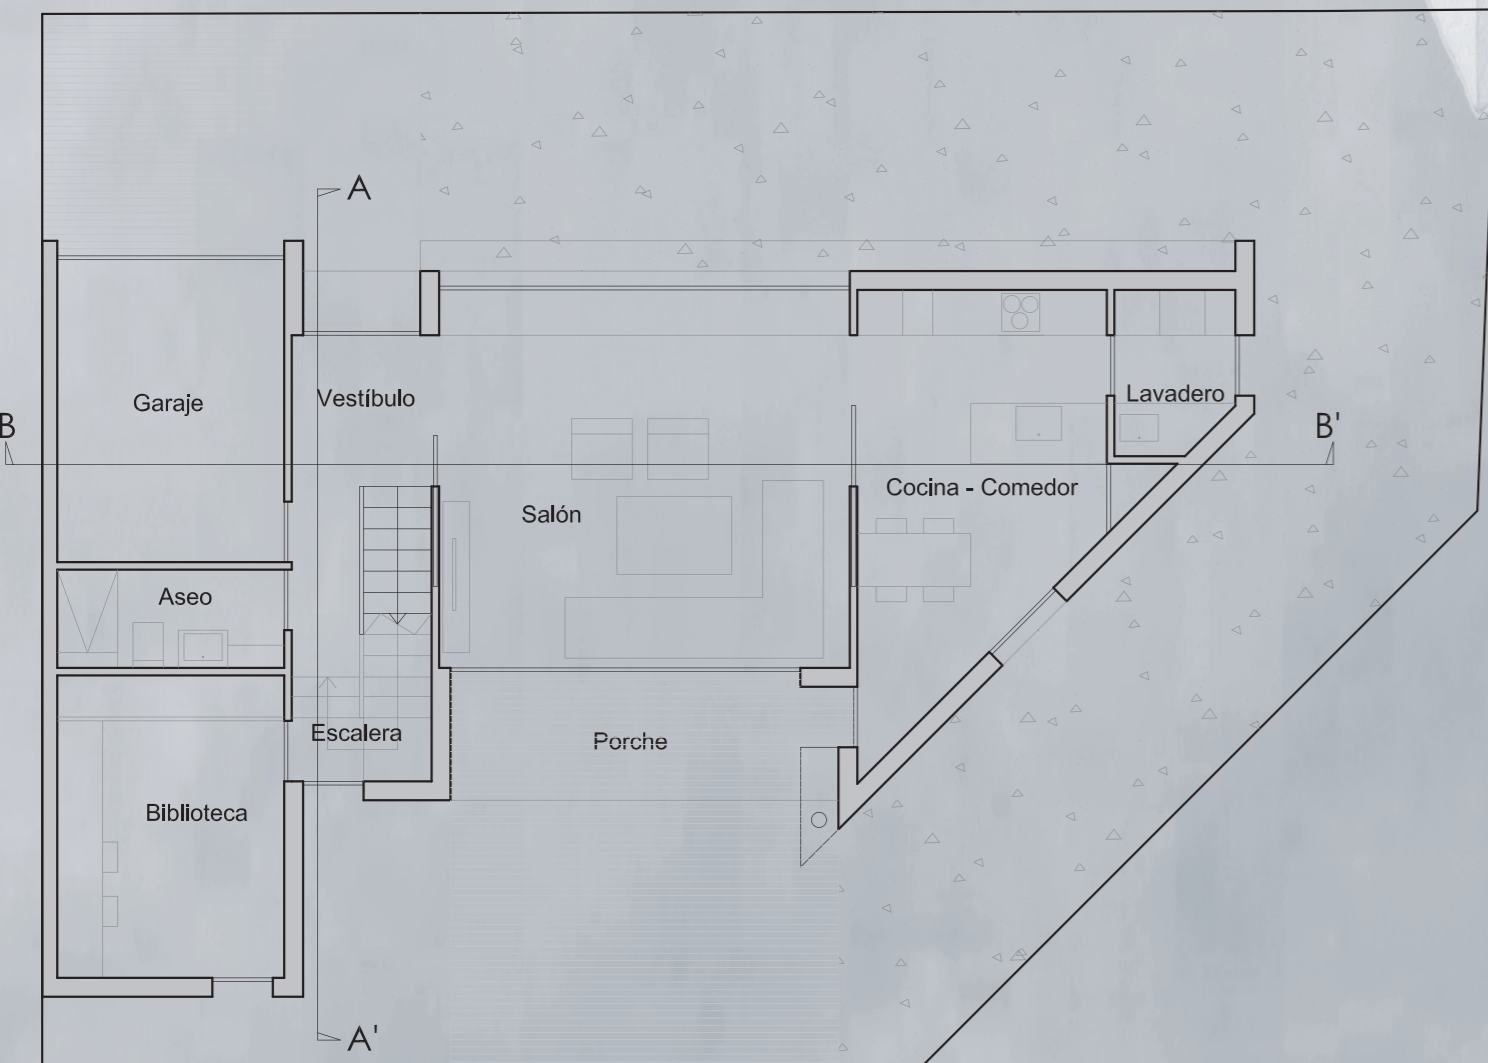 A
Garaje
Vestíbulo
Lavadero
B
B'
Cocina - Comedor
Salón
Aseo
Escalera
Porche
Biblioteca
A'